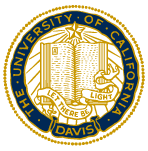 THE UNIVERSITY OF CALIFORNIA
LET THERE BE LIGHT
DAVIS